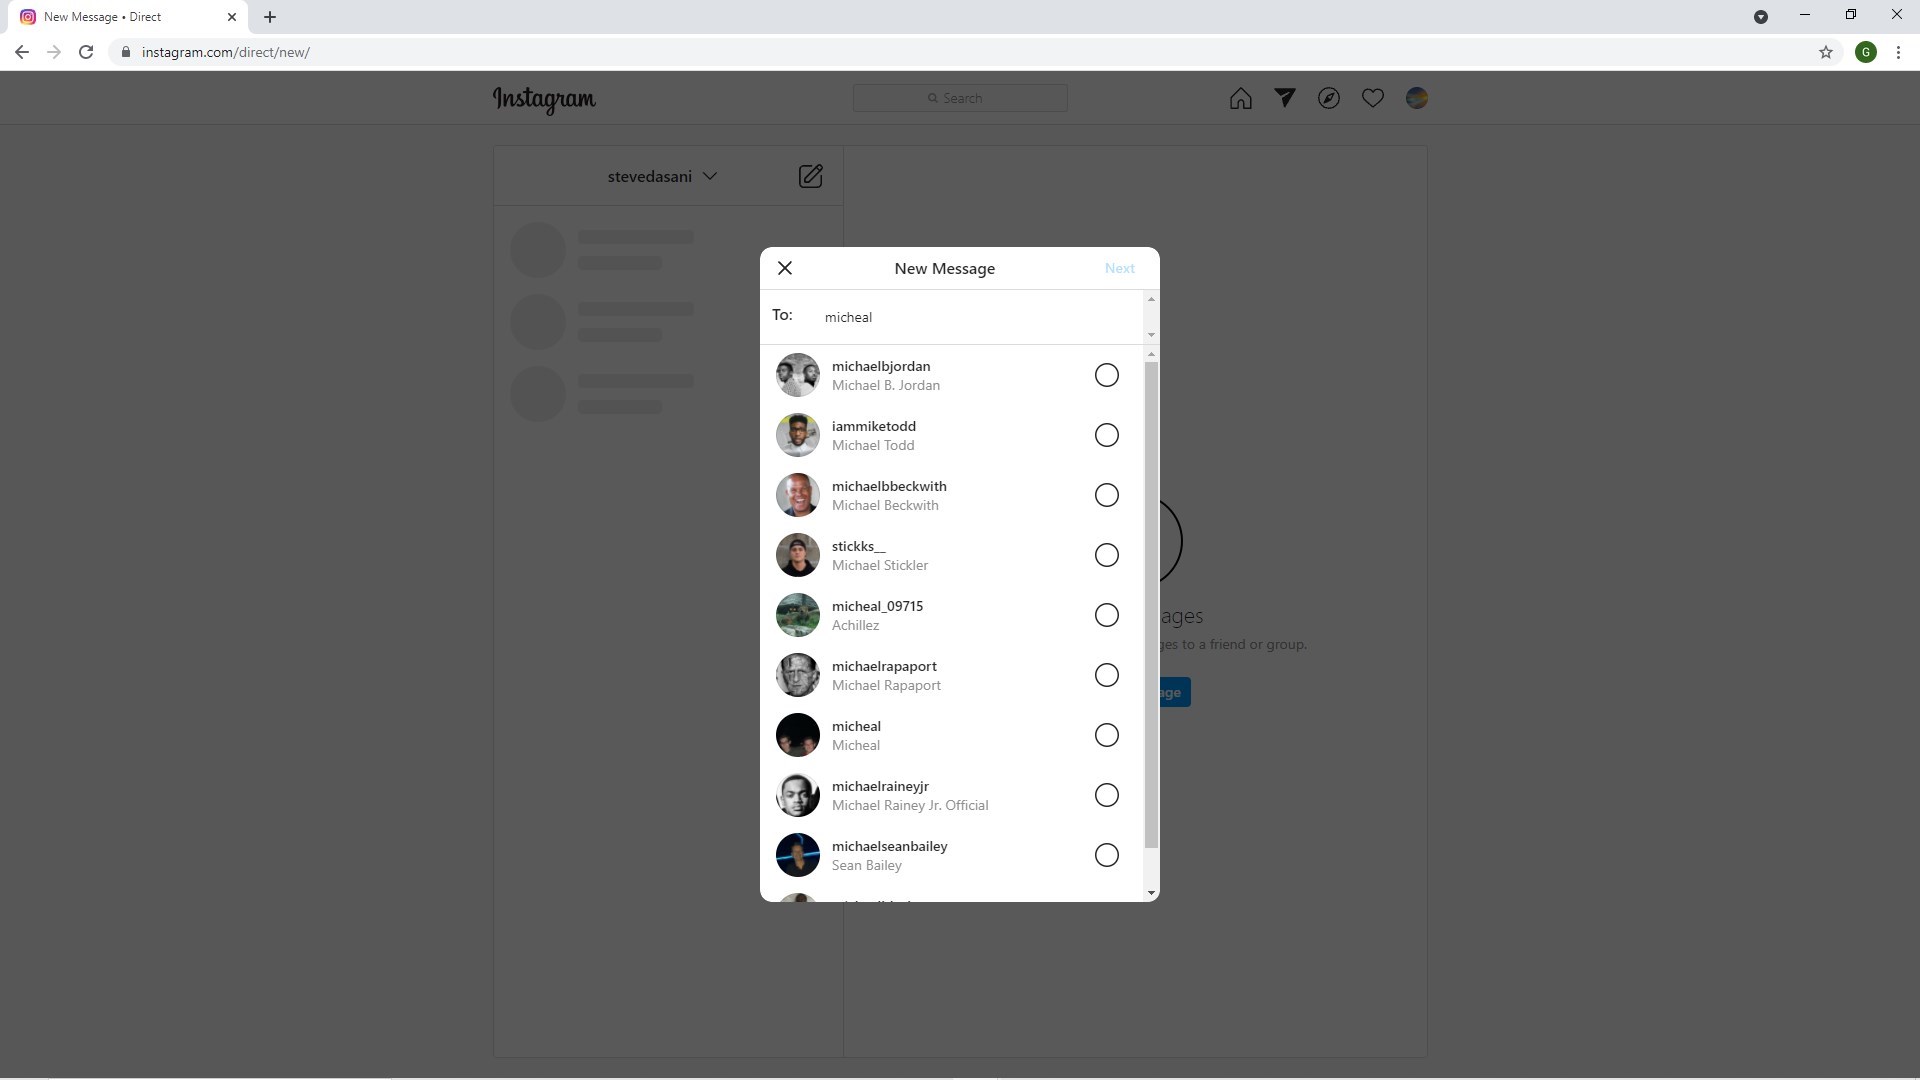 New Message • Direct
instagram.com/direct/new/
G
Instagram
Search
stevedasani
New Message
Next
To:
micheal
michaelbjordan
Michael B. Jordan
iammiketodd
Michael Todd
michaelbbeckwith
Michael Beckwith
stickks__
Michael Stickler
micheal_09715
Achillez
michaelrapaport
Michael Rapaport
micheal
Micheal
michaelraineyjr
Michael Rainey Jr. Official
michaelseanbailey
Sean Bailey
ages
to a friend or group.
age